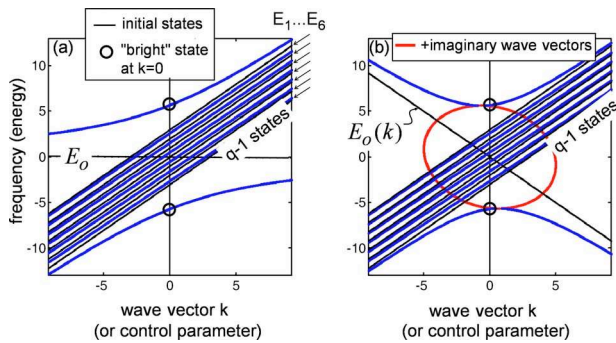 (a)
initial states
"bright" state
at k=0
E1...E6
10
5
0
-5
-10
Eo
q-1 states
frequency (energy)
-5
0
5
wave vector k
(or control parameter)
(b)
+imaginary wave vectors
10
5
0
-5
-10
Eo(k)
q-1 states
-5
0
5
wave vector k
(or control parameter)